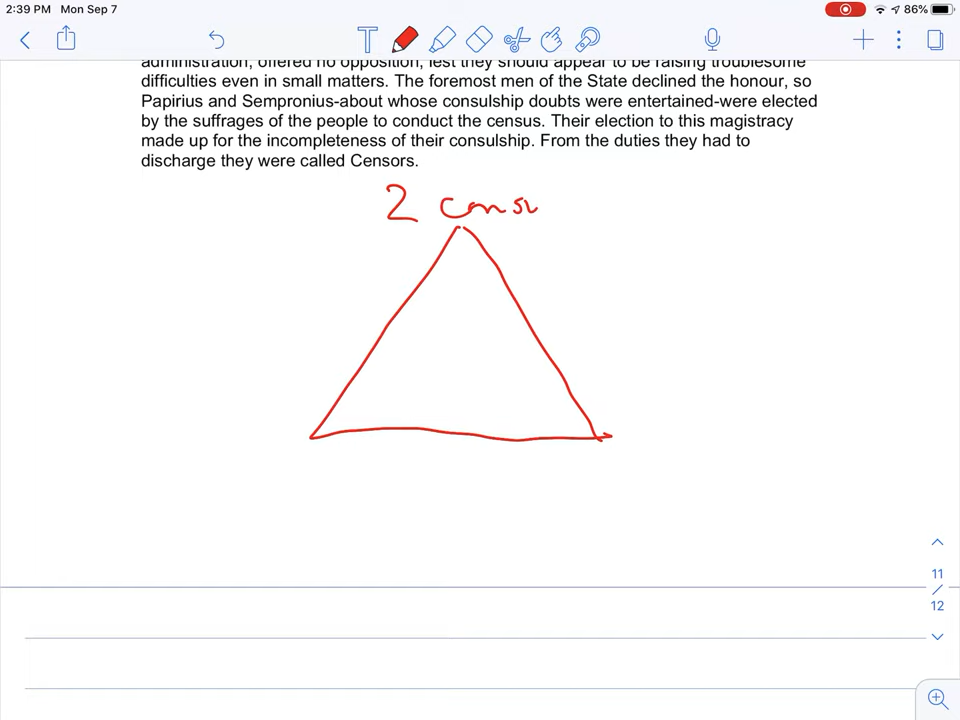 2:39 PM Mon Sep 7 86%
T
administration, offered no opposition, lest they should appear to be raising troublesome
difficulties even in small matters. The foremost men of the State declined the honour, so
Papirius and Sempronius-about whose consulship doubts were entertained-were elected
by the suffrages of the people to conduct the census. Their election to this magistracy
made up for the incompleteness of their consulship. From the duties they had to
discharge they were called Censors.
2 consu
11
/
12